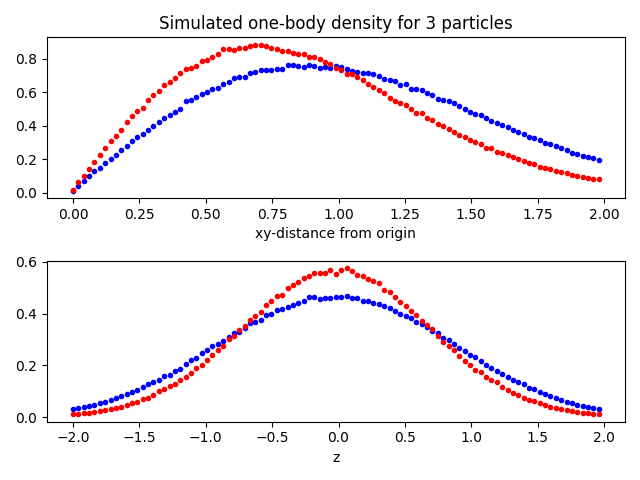 Simulated one-body density for 3 particles
0.8
0.6
0.4
0.2
0.0
0.00 0.25 0.50 0.75 1.00 1.25 1.50 1.75 2.00
xy-distance from origin
0.6
0.4
0.2
0.0
−2.0 −1.5 −1.0 −0.5 0.0 0.5 1.0 1.5 2.0
z